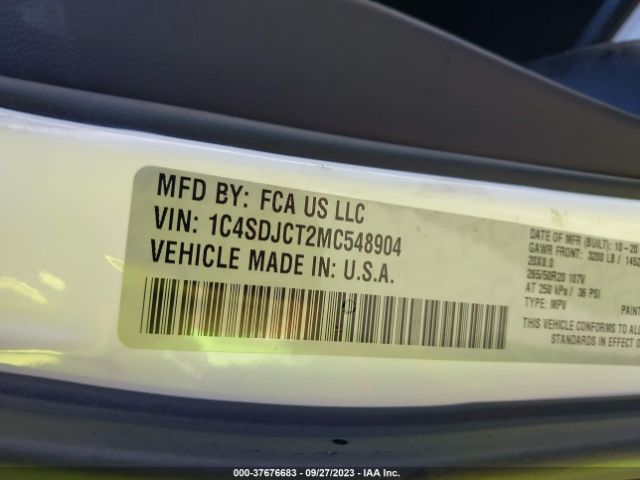 MFD BY: FCA US LLC
VIN: 1C4SDJCT2MC548904
VEHICLE MADE IN: U.S.A.
DATE OF MFR (BUILT): 10-20
GAWR FRONT: 3200 LB / 1452
20X8.0
265/50R20 107V
AT 250 kPa / 36 PSI
TYPE: MPV PAINT
THIS VEHICLE CONFORMS TO ALL
STANDARDS IN EFFECT O
000-37676683 / 09/27/2023 / IAAI.COM